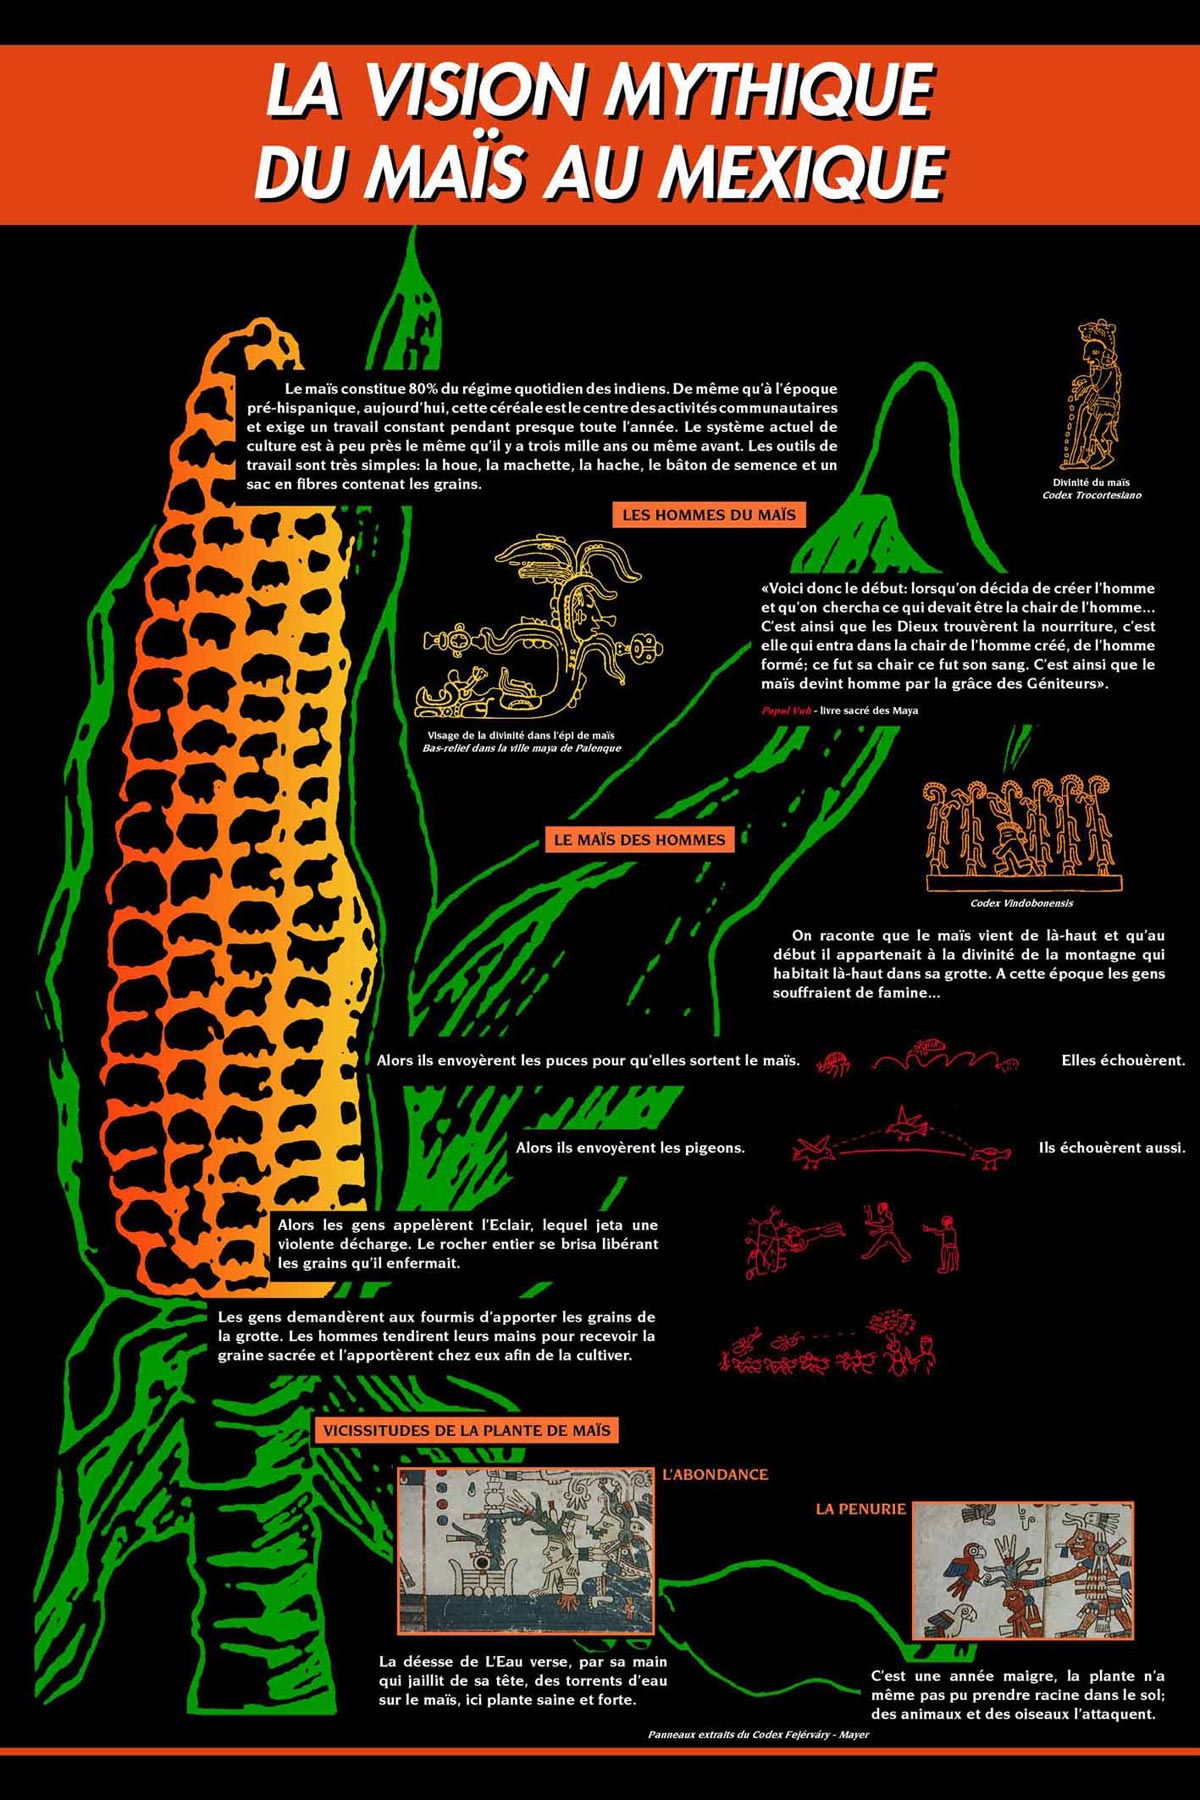 LA VISION MYTHIQUE
DU MAÏS AU MEXIQUE
Le maïs constitue 80% du régime quotidien des indiens. De même qu'à l'époque
pré-hispanique, aujourd'hui, cette céréale est le centre des activités communautaires
et exige un travail constant pendant presque toute l'année. Le système actuel de
culture est à peu près le même qu'il y a trois mille ans ou même avant. Les outils de
travail sont très simples: la houe, la machette, la hache, le bâton de semence et un
sac en fibres contenat les grains.
Divinité du maïs
Codex Trocortesiano
LES HOMMES DU MAÏS
Visage de la divinité dans l'épi de maïs
Bas-relief dans la ville maya de Palenque
«Voici donc le début: lorsqu'on décida de créer l'homme
et qu'on chercha ce qui devait être la chair de l'homme...
C'est ainsi que les Dieux trouvèrent la nourriture, c'est
elle qui entra dans la chair de l'homme créé, de l'homme
formé; ce fut sa chair ce fut son sang. C'est ainsi que le
maïs devint homme par la grâce des Géniteurs».
Popol Vuh - livre sacré des Maya
LE MAÏS DES HOMMES
Codex Vindobonensis
On raconte que le maïs vient de là-haut et qu'au
début il appartenait à la divinité de la montagne qui
habitait là-haut dans sa grotte. A cette époque les gens
souffraient de famine...
Alors ils envoyèrent les puces pour qu'elles sortent le maïs.
Elles échouèrent.
Alors ils envoyèrent les pigeons.
Ils échouèrent aussi.
Alors les gens appelèrent l'Eclair, lequel jeta une
violente décharge. Le rocher entier se brisa libérant
les grains qu'il enfermait.
Les gens demandèrent aux fourmis d'apporter les grains de
la grotte. Les hommes tendirent leurs mains pour recevoir la
graine sacrée et l'apportèrent chez eux afin de la cultiver.
VICISSITUDES DE LA PLANTE DE MAÏS
L'ABONDANCE
LA PENURIE
La déesse de L'Eau verse, par sa main
qui jaillit de sa tête, des torrents d'eau
sur le maïs, ici plante saine et forte.
C'est une année maigre, la plante n'a
même pas pu prendre racine dans le sol;
des animaux et des oiseaux l'attaquent.
Panneaux extraits du Codex Fejérváry - Mayer